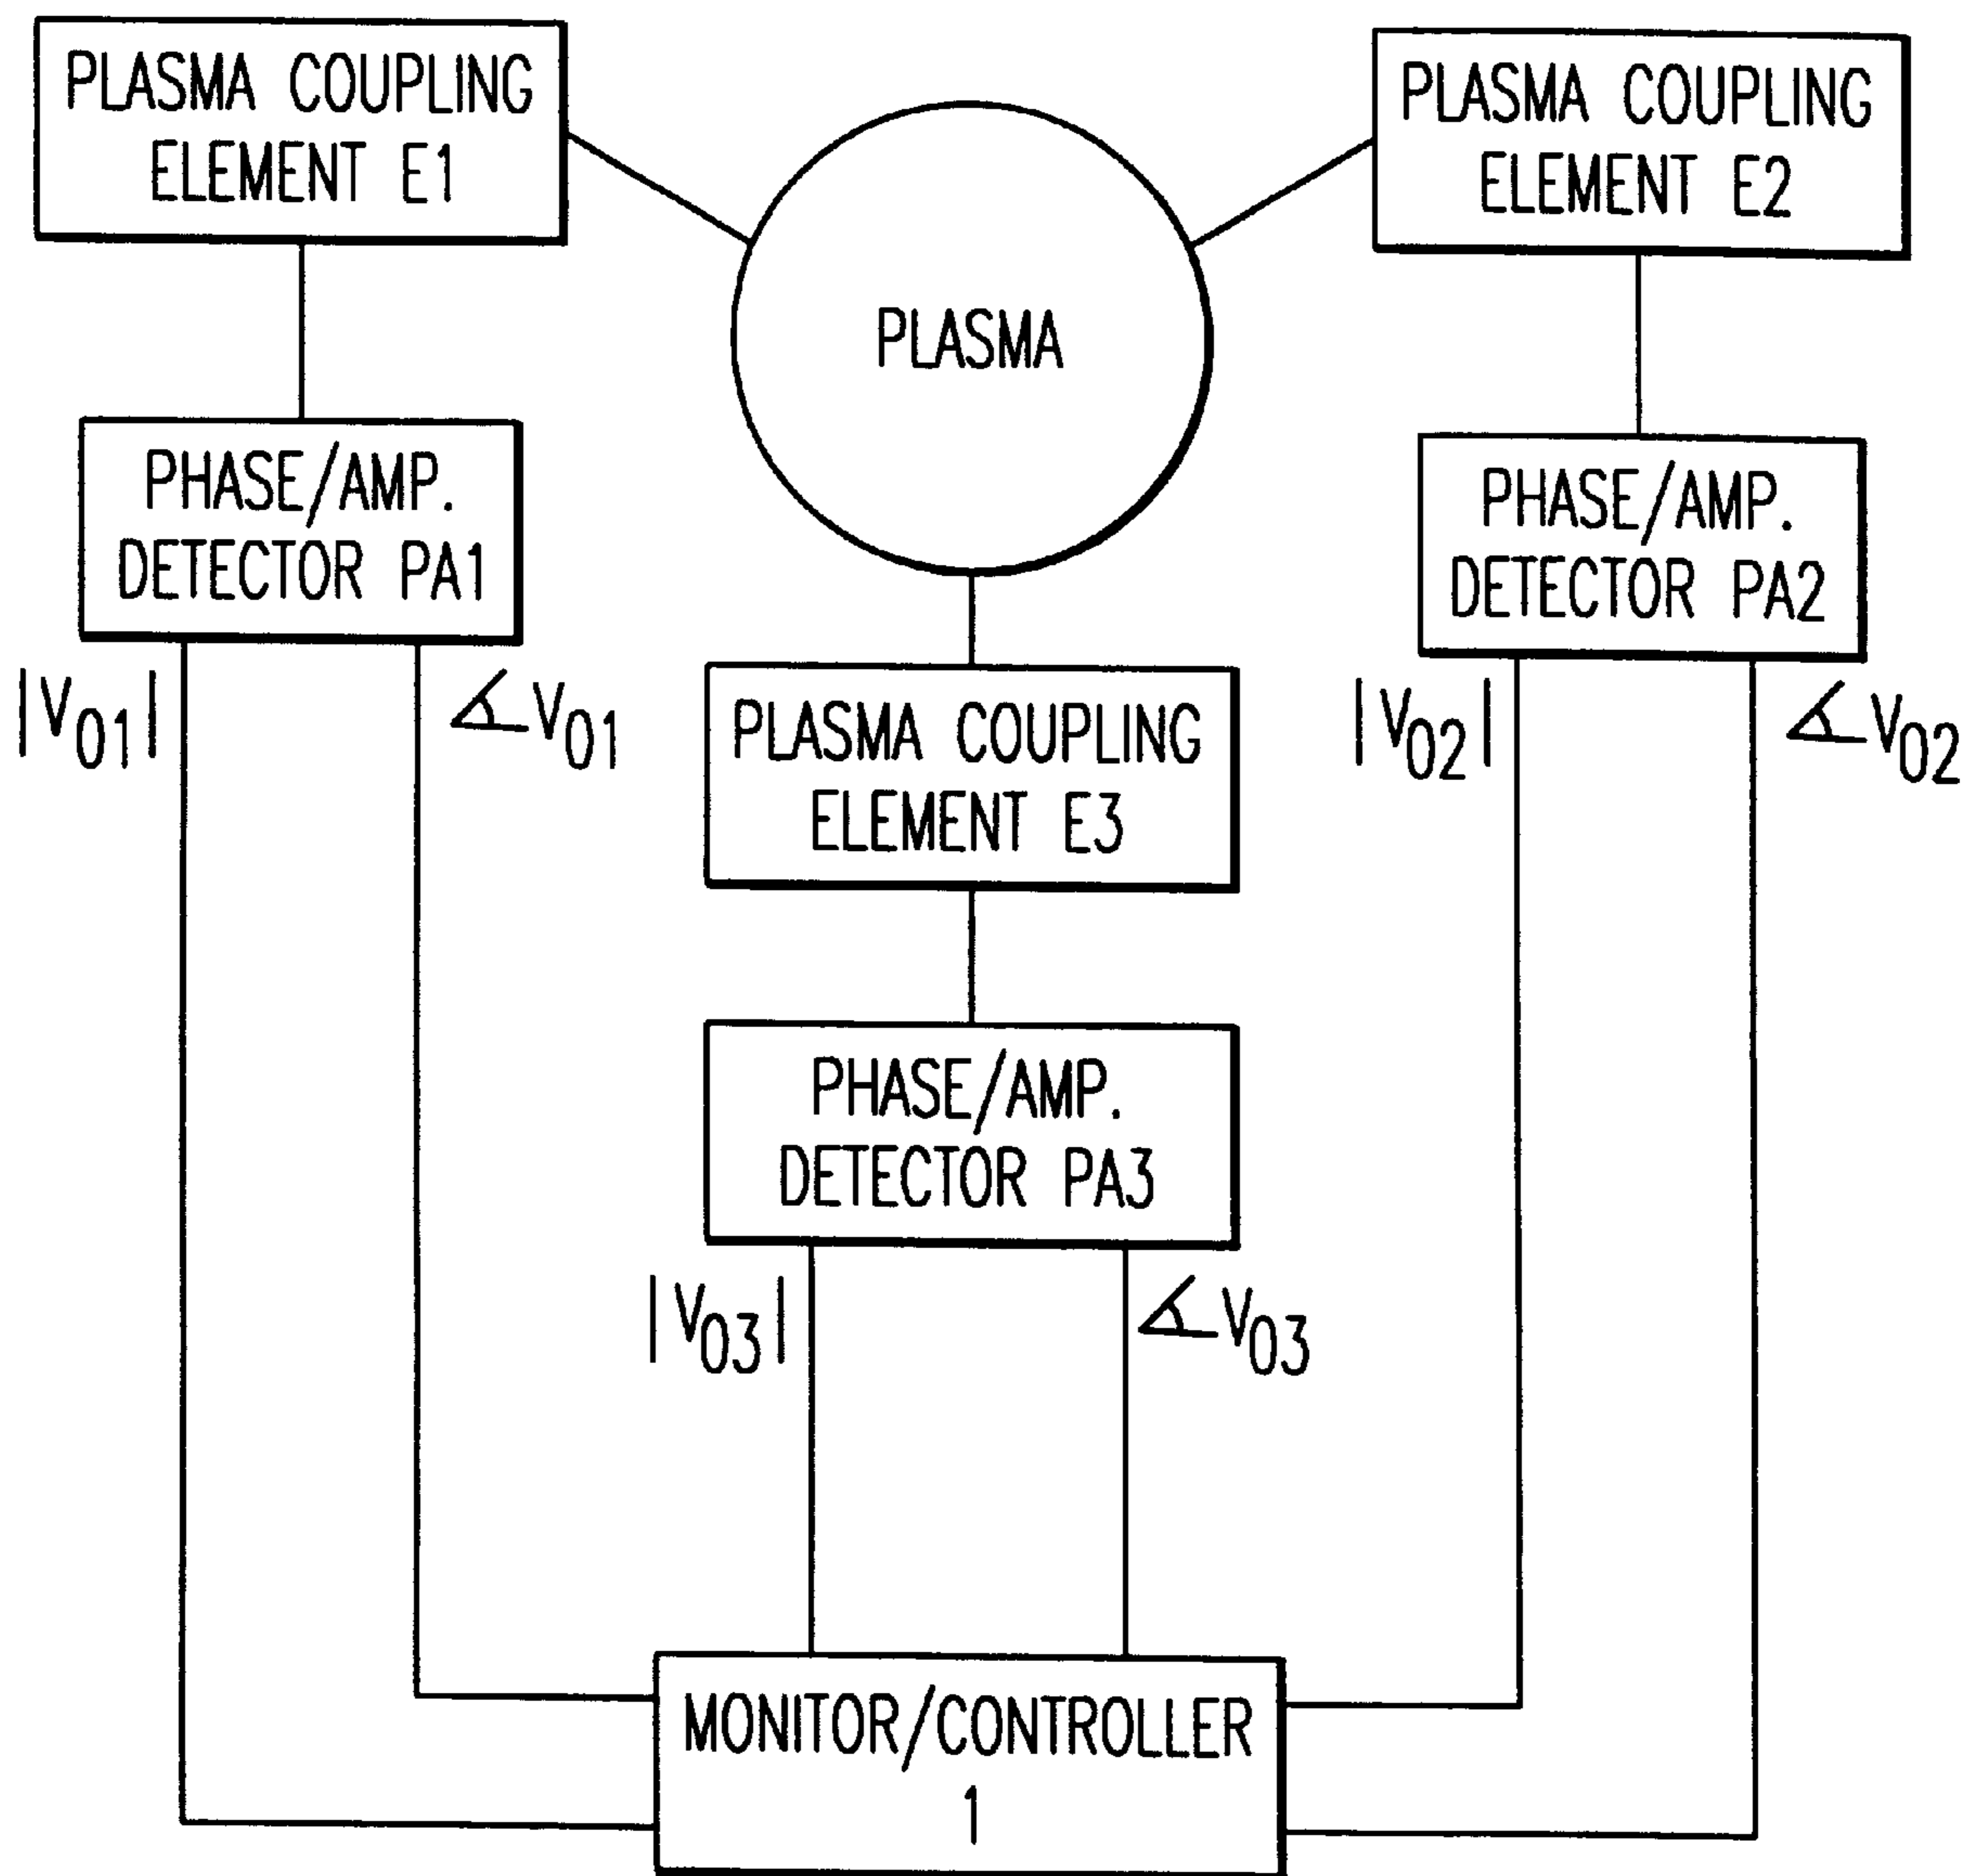 PLASMA COUPLING
ELEMENT E1
PLASMA COUPLING
ELEMENT E2
PLASMA
PHASE/AMP.
DETECTOR PA1
PHASE/AMP.
DETECTOR PA2
|V01|
∡V01
PLASMA COUPLING
ELEMENT E3
|V02|
∡V02
PHASE/AMP.
DETECTOR PA3
|V03|
∡V03
MONITOR/CONTROLLER
1